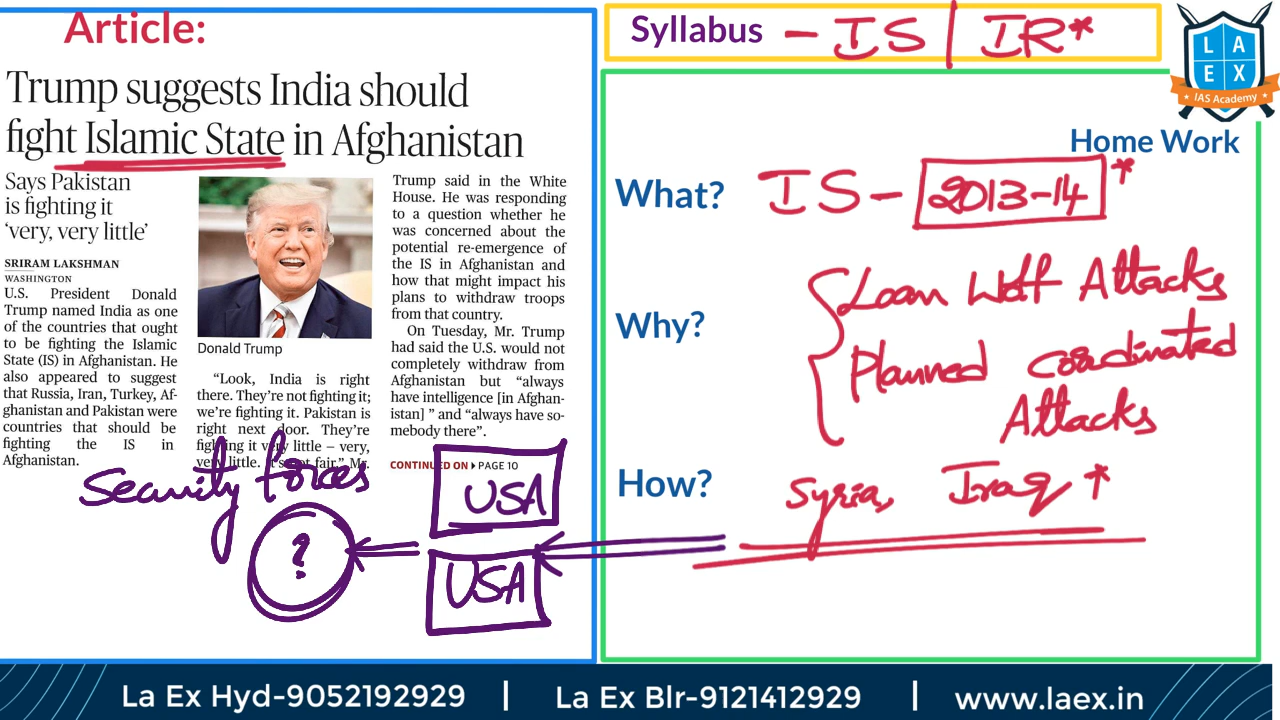 Article:
Trump suggests India should
fight Islamic State in Afghanistan
Says Pakistan
is fighting it
‘very, very little’
SRIRAM LAKSHMAN
WASHINGTON
U.S. President Donald
Trump named India as one
of the countries that ought
to be fighting the Islamic
State (IS) in Afghanistan. He
also appeared to suggest
that Russia, Iran, Turkey, Af-
ghanistan and Pakistan were
countries that should be
fighting the IS in
Afghanistan.
Donald Trump
“Look, India is right
there. They’re not fighting it;
we’re fighting it. Pakistan is
right next door. They’re
fighting it very little – very,
very little. It’s not fair,” Mr.
Trump said in the White
House. He was responding
to a question whether he
was concerned about the
potential re-emergence of
the IS in Afghanistan and
how that might impact his
plans to withdraw troops
from that country.
On Tuesday, Mr. Trump
had said the U.S. would not
completely withdraw from
Afghanistan but “always
have intelligence [in Afghan-
istan] ” and “always have so-
mebody there”.
CONTINUED ON PAGE 10
Security forces
?
USA
USA
Syllabus - IS | IR*
LAEX
IAS Academy
Home Work
What? IS - 2013-14 *
Why?
Loan Wolf Attacks
Planned coordinated
Attacks
How? Syria, Iraq *
La Ex Hyd-9052192929 | La Ex Blr-9121412929 | www.laex.in